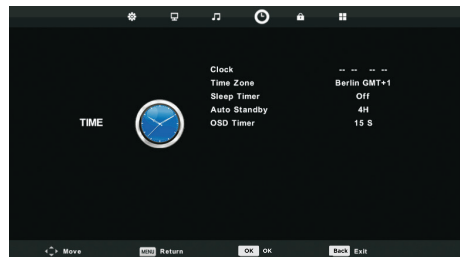 Clock -- -- -- --
Time Zone Berlin GMT+1
Sleep Timer Off
Auto Standby 4H
OSD Timer 15 S
TIME
Move MENU Return OK OK Back Exit